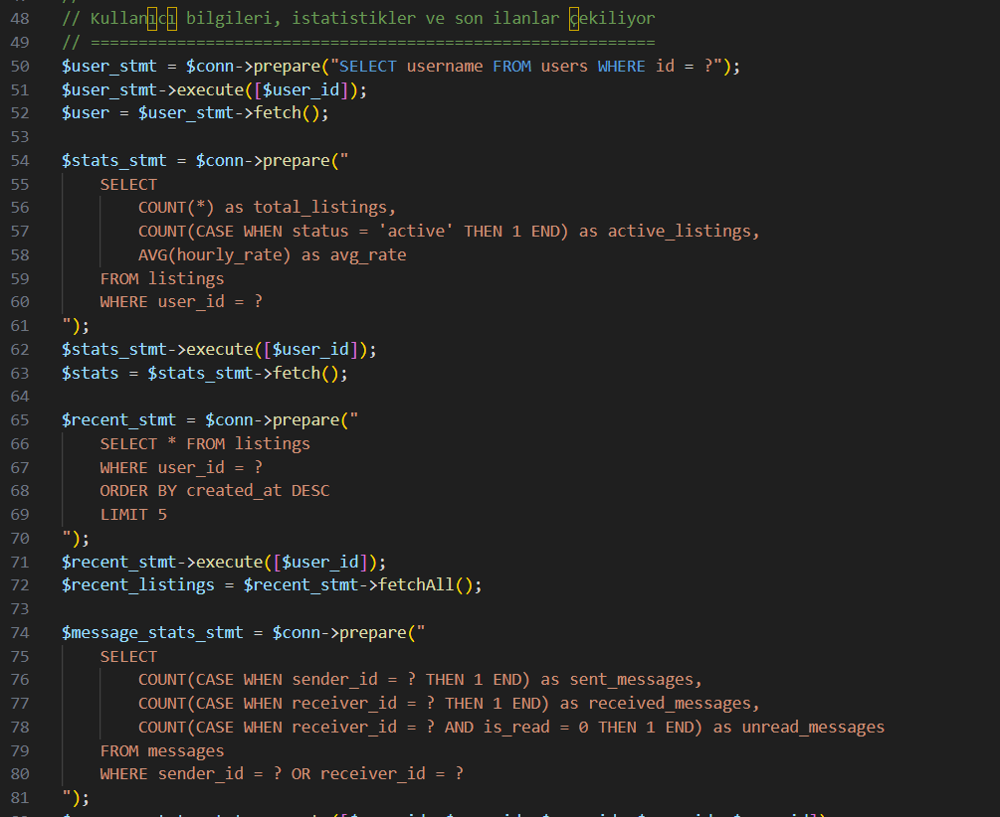 48 // Kullanıcı bilgileri, istatistikler ve son ilanlar çekiliyor
49 // ===========================================================
50 $user_stmt = $conn->prepare("SELECT username FROM users WHERE id = ?");
51 $user_stmt->execute([$user_id]);
52 $user = $user_stmt->fetch();
53
54 $stats_stmt = $conn->prepare("
55     SELECT
56         COUNT(*) as total_listings,
57         COUNT(CASE WHEN status = 'active' THEN 1 END) as active_listings,
58         AVG(hourly_rate) as avg_rate
59     FROM listings
60     WHERE user_id = ?
61 ");
62 $stats_stmt->execute([$user_id]);
63 $stats = $stats_stmt->fetch();
64
65 $recent_stmt = $conn->prepare("
66     SELECT * FROM listings
67     WHERE user_id = ?
68     ORDER BY created_at DESC
69     LIMIT 5
70 ");
71 $recent_stmt->execute([$user_id]);
72 $recent_listings = $recent_stmt->fetchAll();
73
74 $message_stats_stmt = $conn->prepare("
75     SELECT
76         COUNT(CASE WHEN sender_id = ? THEN 1 END) as sent_messages,
77         COUNT(CASE WHEN receiver_id = ? THEN 1 END) as received_messages,
78         COUNT(CASE WHEN receiver_id = ? AND is_read = 0 THEN 1 END) as unread_messages
79     FROM messages
80     WHERE sender_id = ? OR receiver_id = ?
81 ");